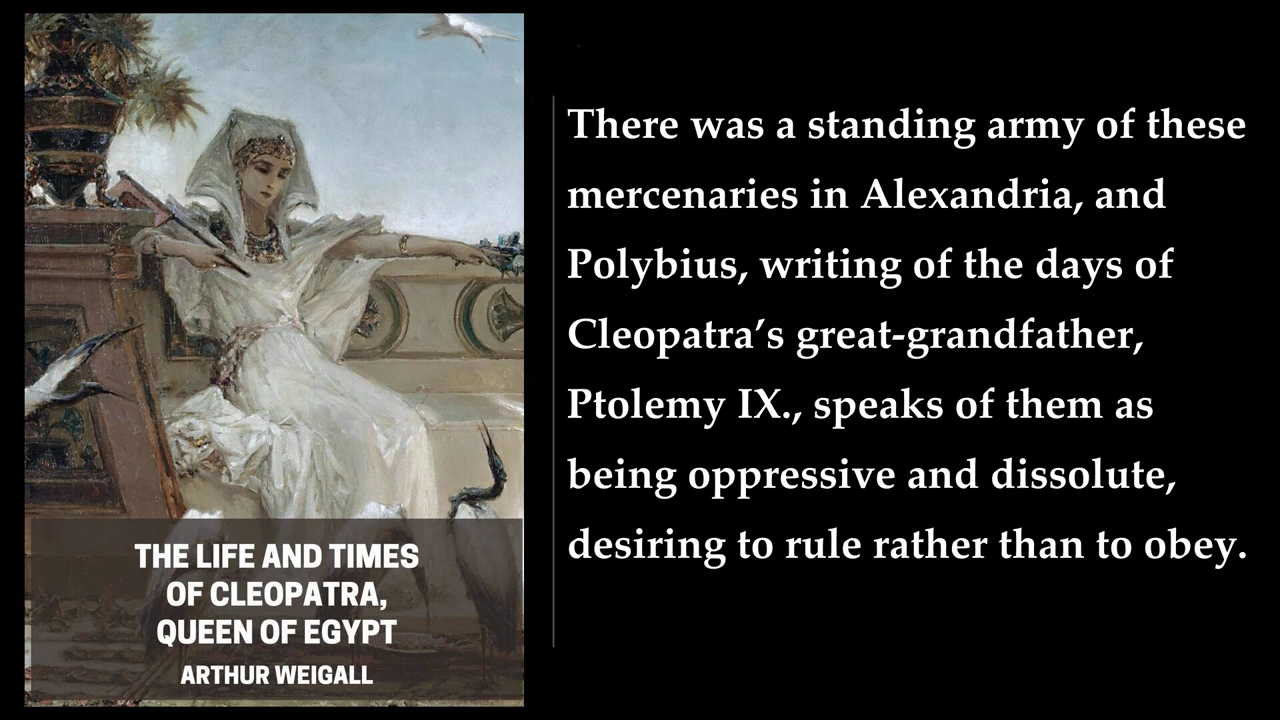 There was a standing army of these
mercenaries in Alexandria, and
Polybius, writing of the days of
Cleopatra’s great-grandfather,
Ptolemy IX., speaks of them as
being oppressive and dissolute,
desiring to rule rather than to obey.
THE LIFE AND TIMES
OF CLEOPATRA,
QUEEN OF EGYPT
ARTHUR WEIGALL